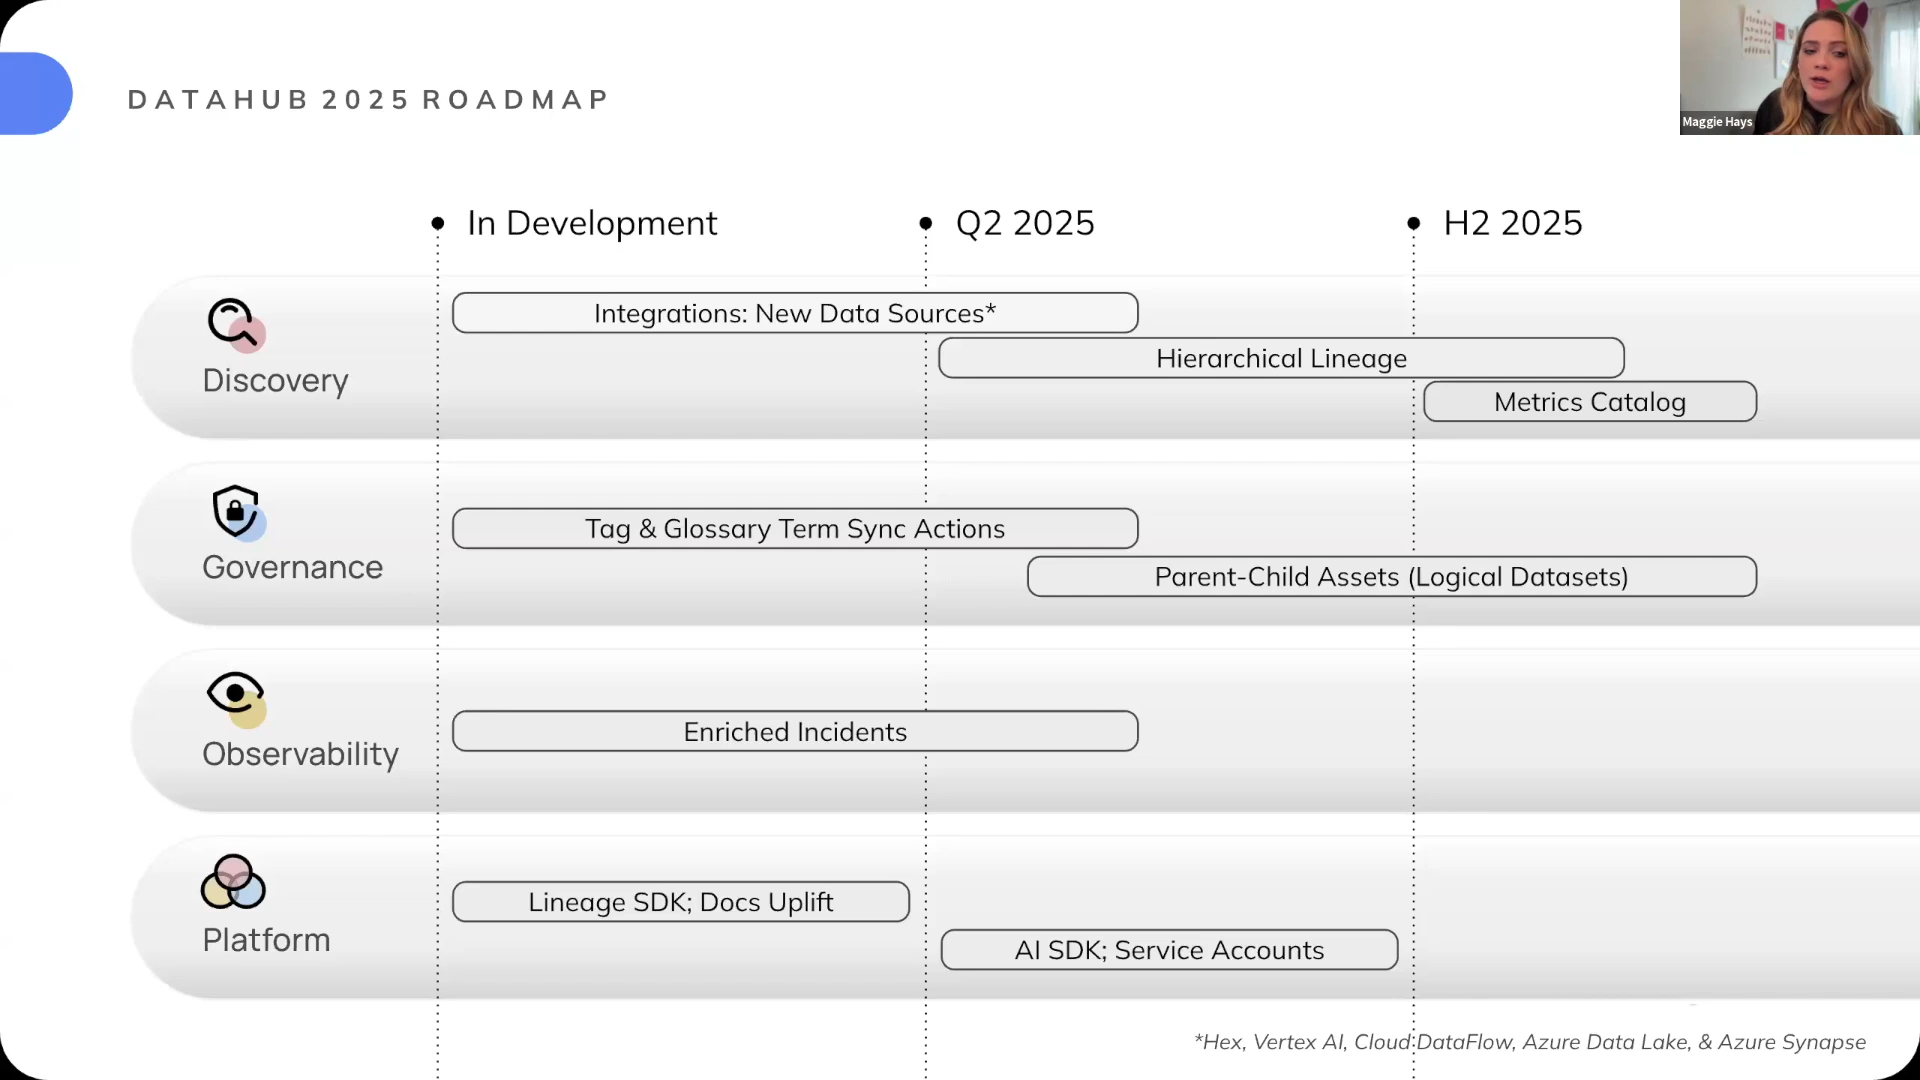 DATAHUB 2025 ROADMAP
Maggie Hays
In Development
Q2 2025
H2 2025
Discovery
Integrations: New Data Sources*
Hierarchical Lineage
Metrics Catalog
Governance
Tag & Glossary Term Sync Actions
Parent-Child Assets (Logical Datasets)
Observability
Enriched Incidents
Platform
Lineage SDK; Docs Uplift
AI SDK; Service Accounts
*Hex, Vertex AI, Cloud DataFlow, Azure Data Lake, & Azure Synapse